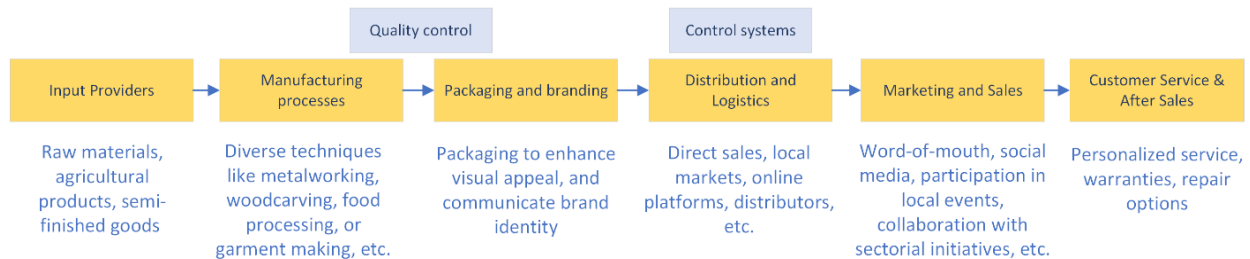 Quality control
Control systems
Input Providers
Manufacturing
processes
Packaging and branding
Distribution and
Logistics
Marketing and Sales
Customer Service &
After Sales
Raw materials,
agricultural
products, semi-
finished goods
Diverse techniques
like metalworking,
woodcarving, food
processing, or
garment making, etc.
Packaging to enhance
visual appeal, and
communicate brand
identity
Direct sales, local
markets, online
platforms, distributors,
etc.
Word-of-mouth, social
media, participation in
local events,
collaboration with
sectorial initiatives, etc.
Personalized service,
warranties, repair
options